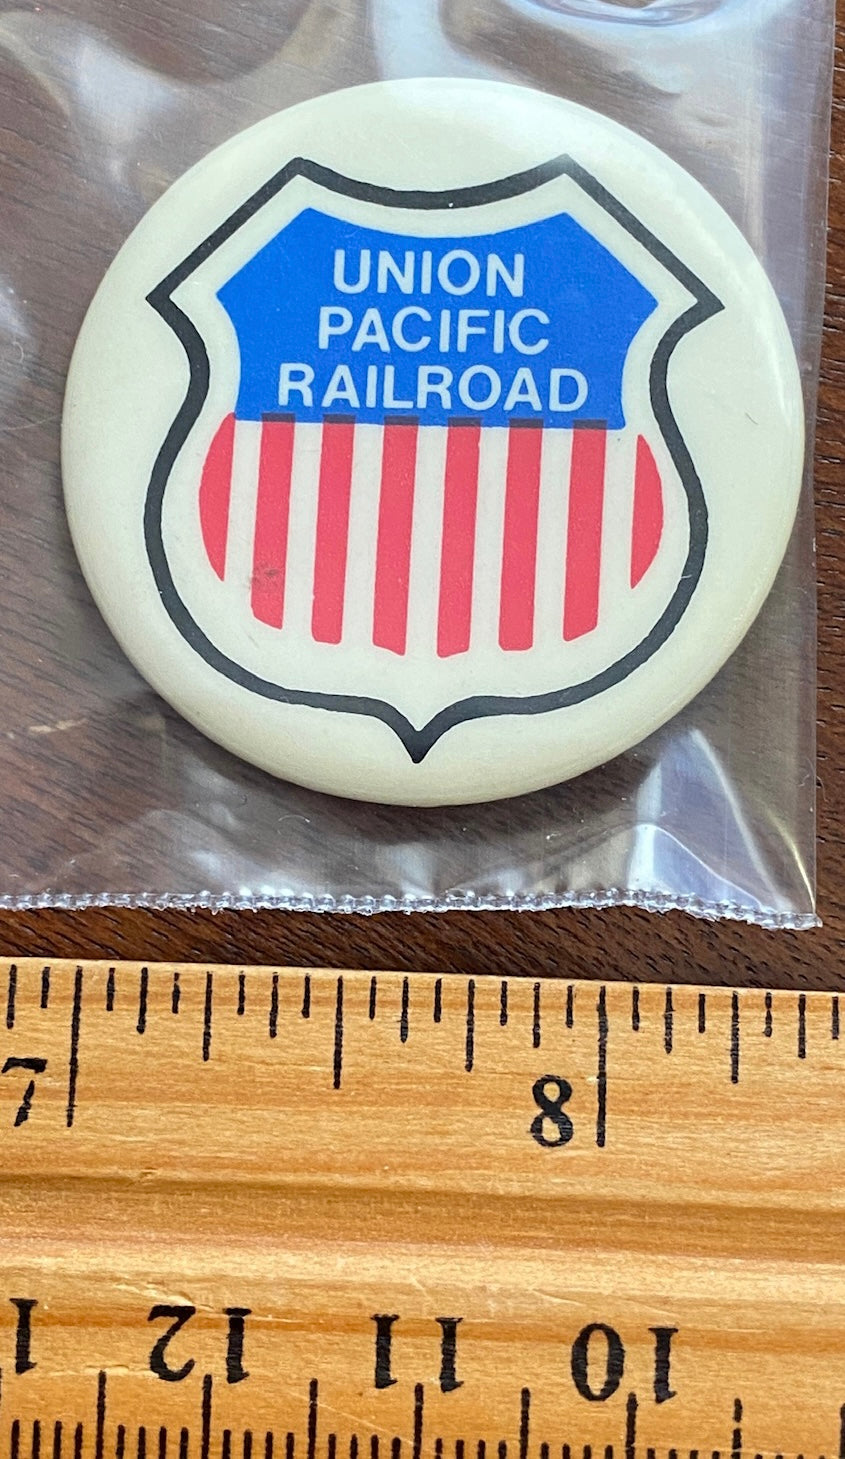 UNION
PACIFIC
RAILROAD
7 8
12 11 10